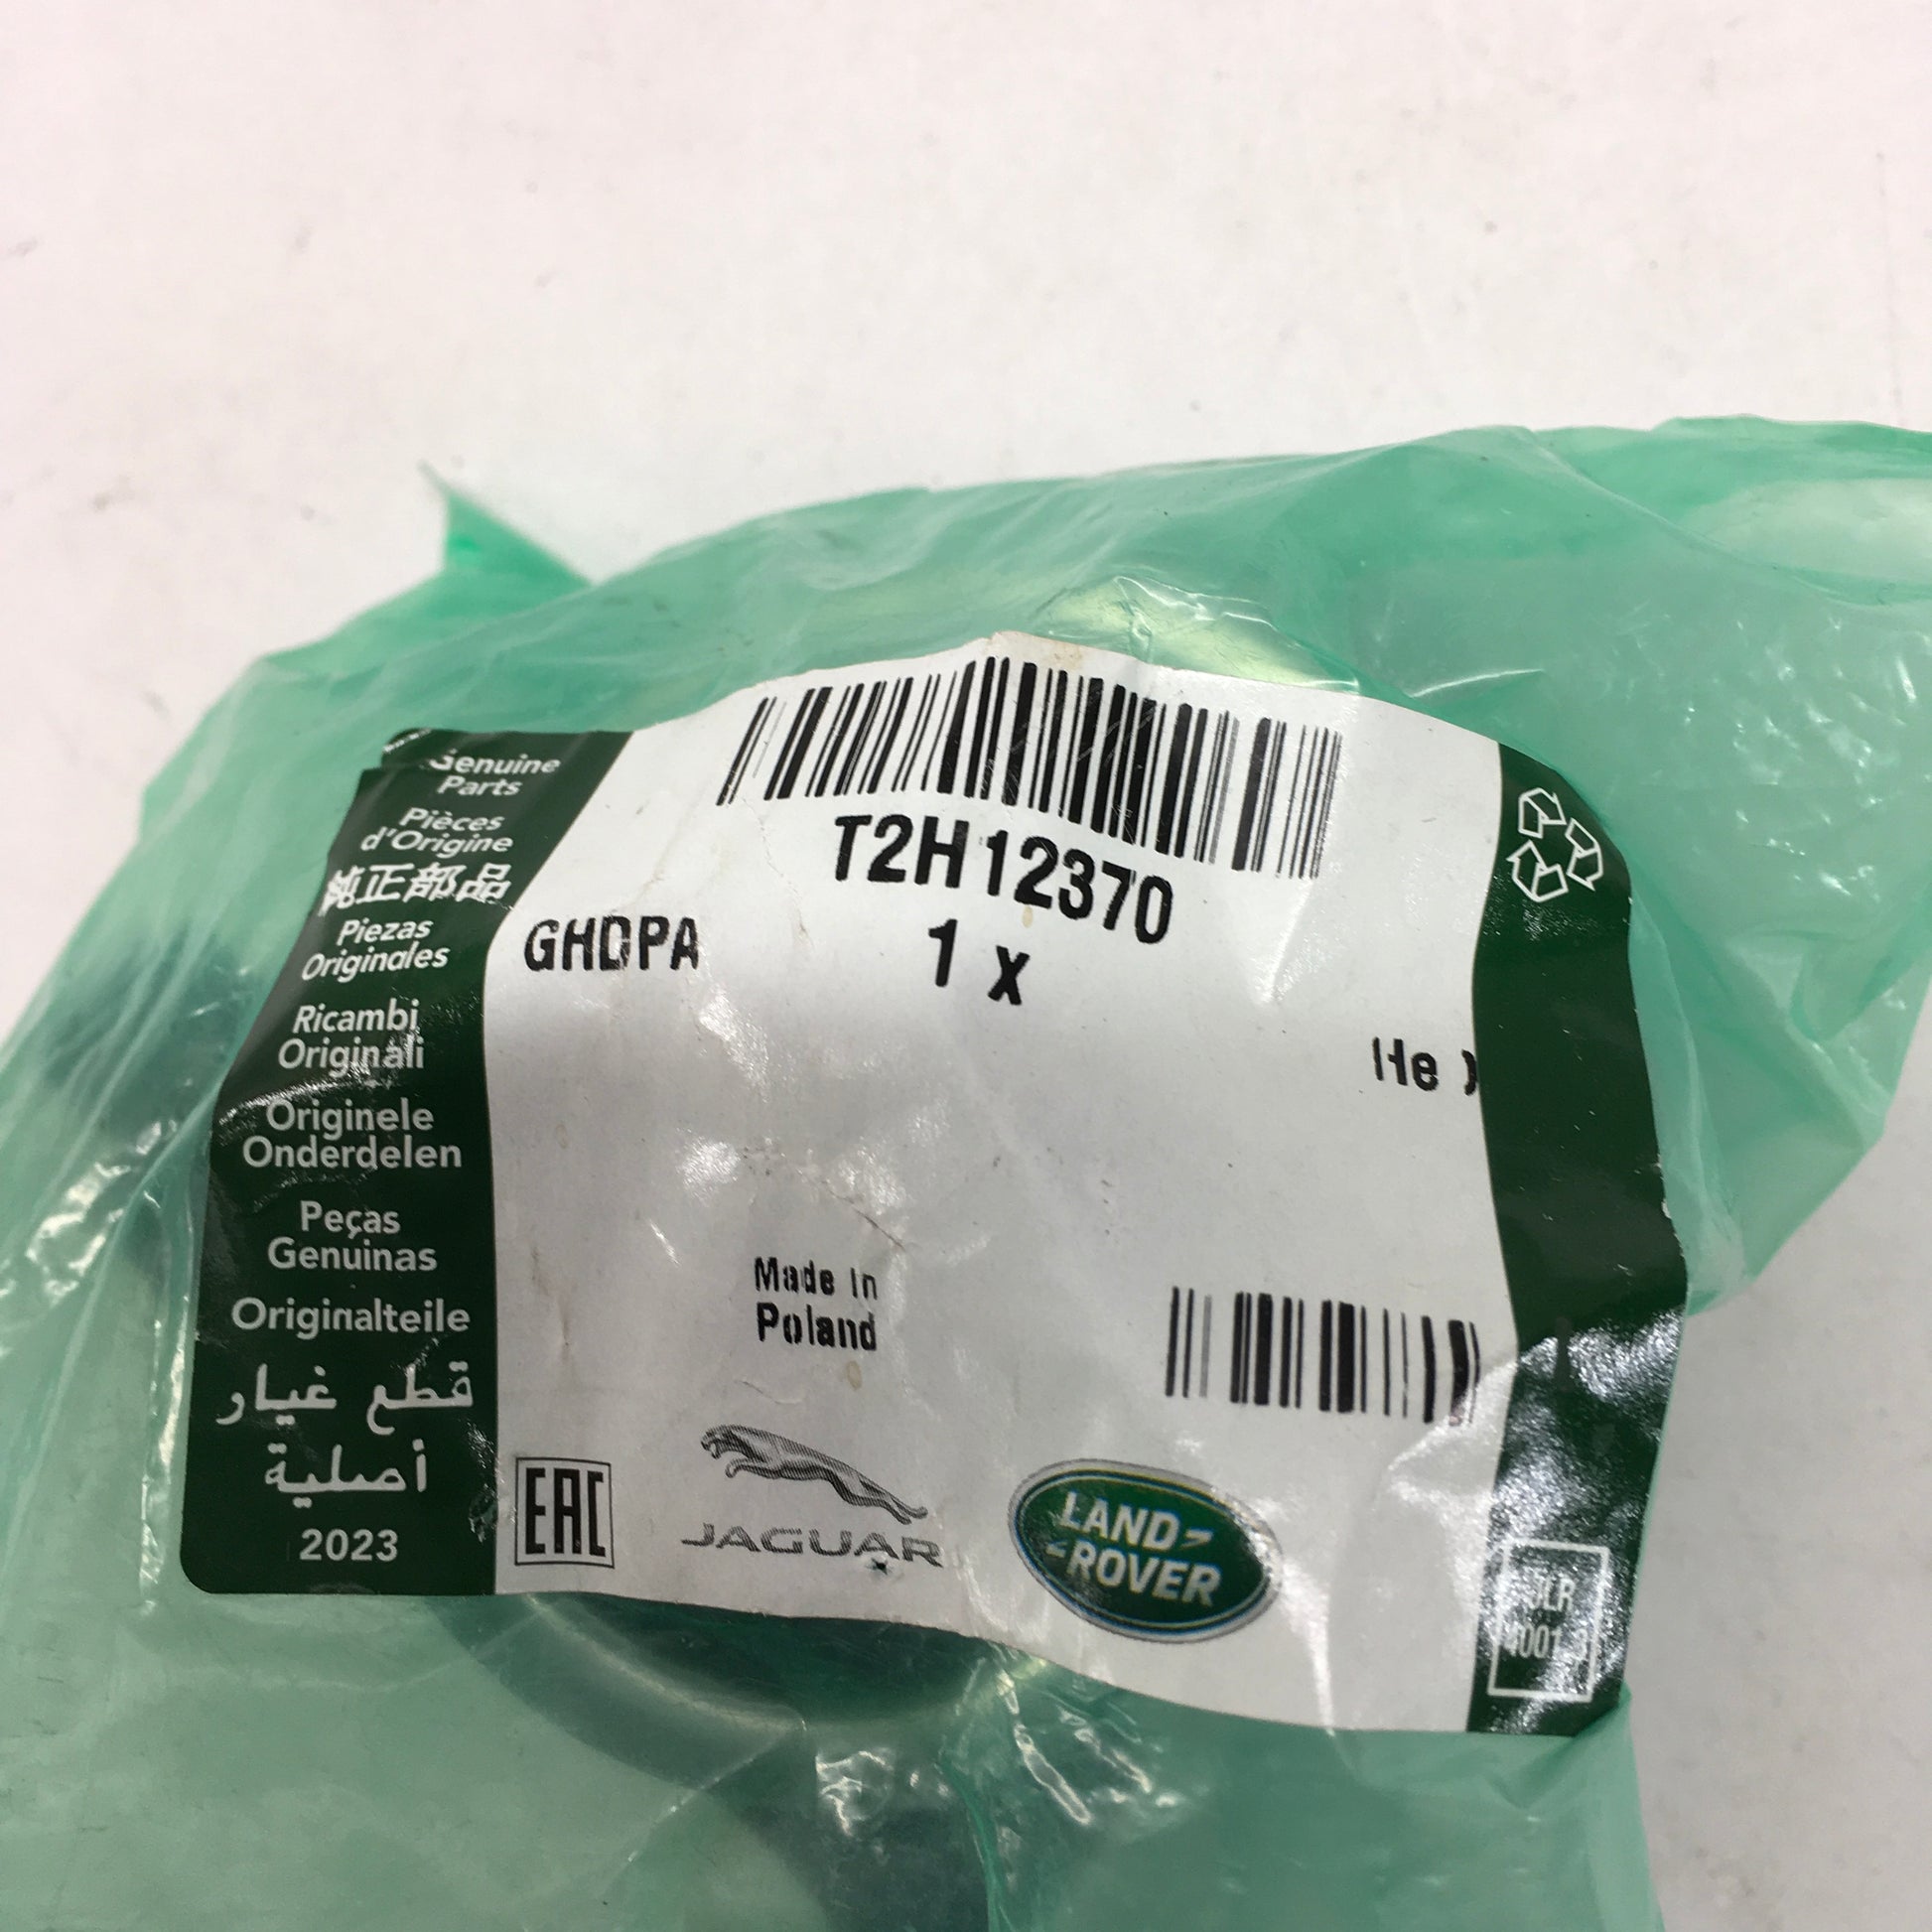 Genuine
Parts
Pièces
d'Origine
純正部品
Piezas
Originales
Ricambi
Originali
Originele
Onderdelen
Peças
Genuinas
Originalteile
قطع غيار
أصلية
2023
T2H12370
GHDPA
1 x
Made In
Poland
EAC
JAGUAR
LAND
ROVER